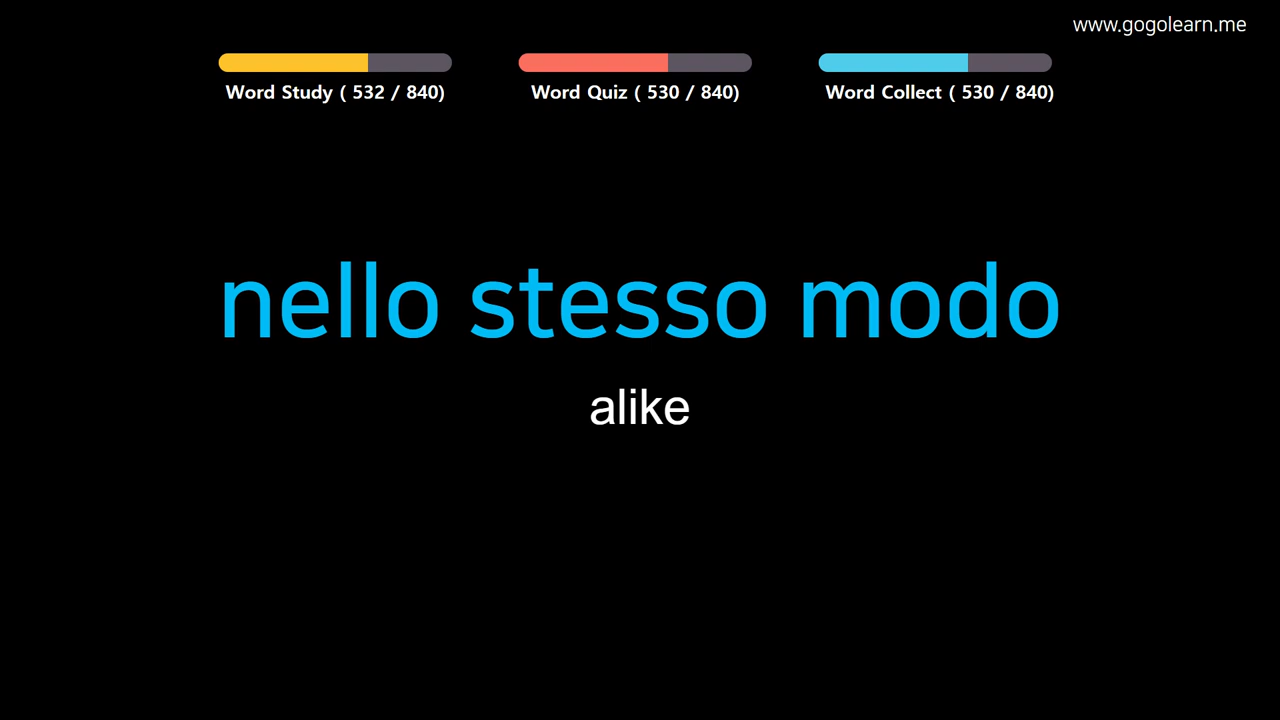 www.gogolearn.me
Word Study ( 532 / 840)
Word Quiz ( 530 / 840)
Word Collect ( 530 / 840)
nello stesso modo
alike